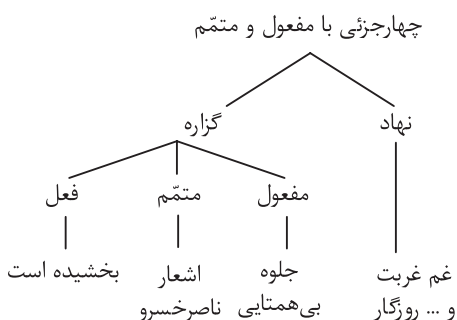 چهارجزئی با مفعول و متمّم
نهاد
گزاره
مفعول
متمّم
فعل
غم غربت
و ... روزگار
جلوه
بی‌همتایی
اشعار
ناصرخسرو
بخشیده است